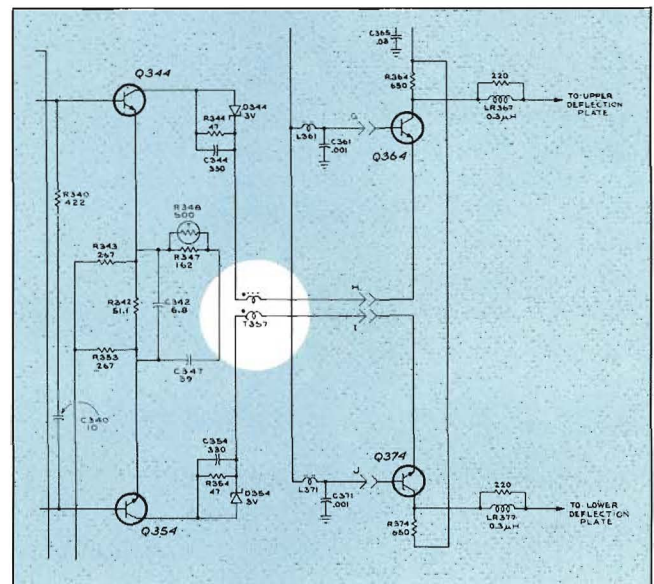 C365
.08
Q344
R364
650
220
TO UPPER
DEFLECTION
PLATE
LR367
0.3μH
D344
3V
R344
47
C344
330
G
L361
C361
.001
Q364
R340
422
R348
500
R343
267
R347
162
R342
51.1
C342
6.8
H
I
T357
R353
267
C347
39
C340
10
Q374
C354
330
J
220
R354
47
D354
3V
L371
C371
.001
LR377
0.3μH
TO LOWER
DEFLECTION
PLATE
R374
650
Q354